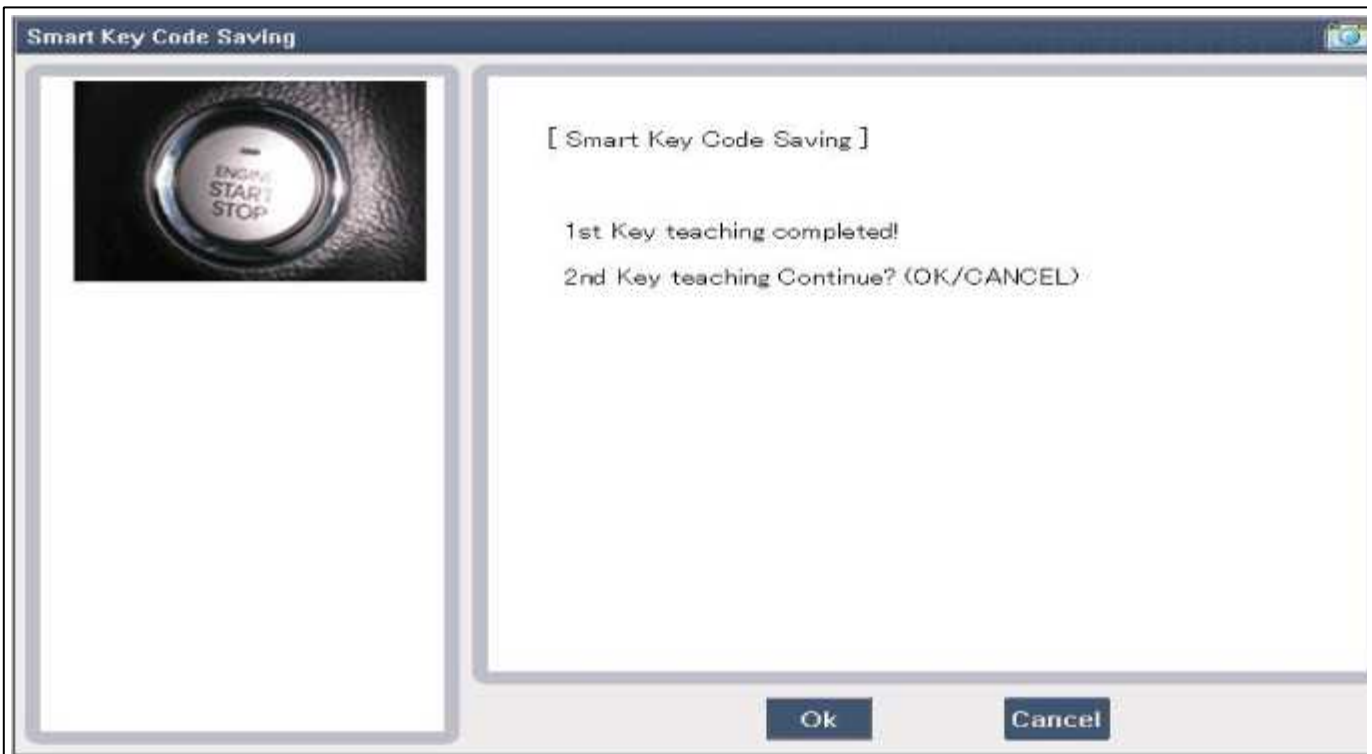 Smart Key Code Saving
ENGINE
START
STOP
[ Smart Key Code Saving ]
1st Key teaching completed!
2nd Key teaching Continue? (OK/CANCEL)
Ok
Cancel